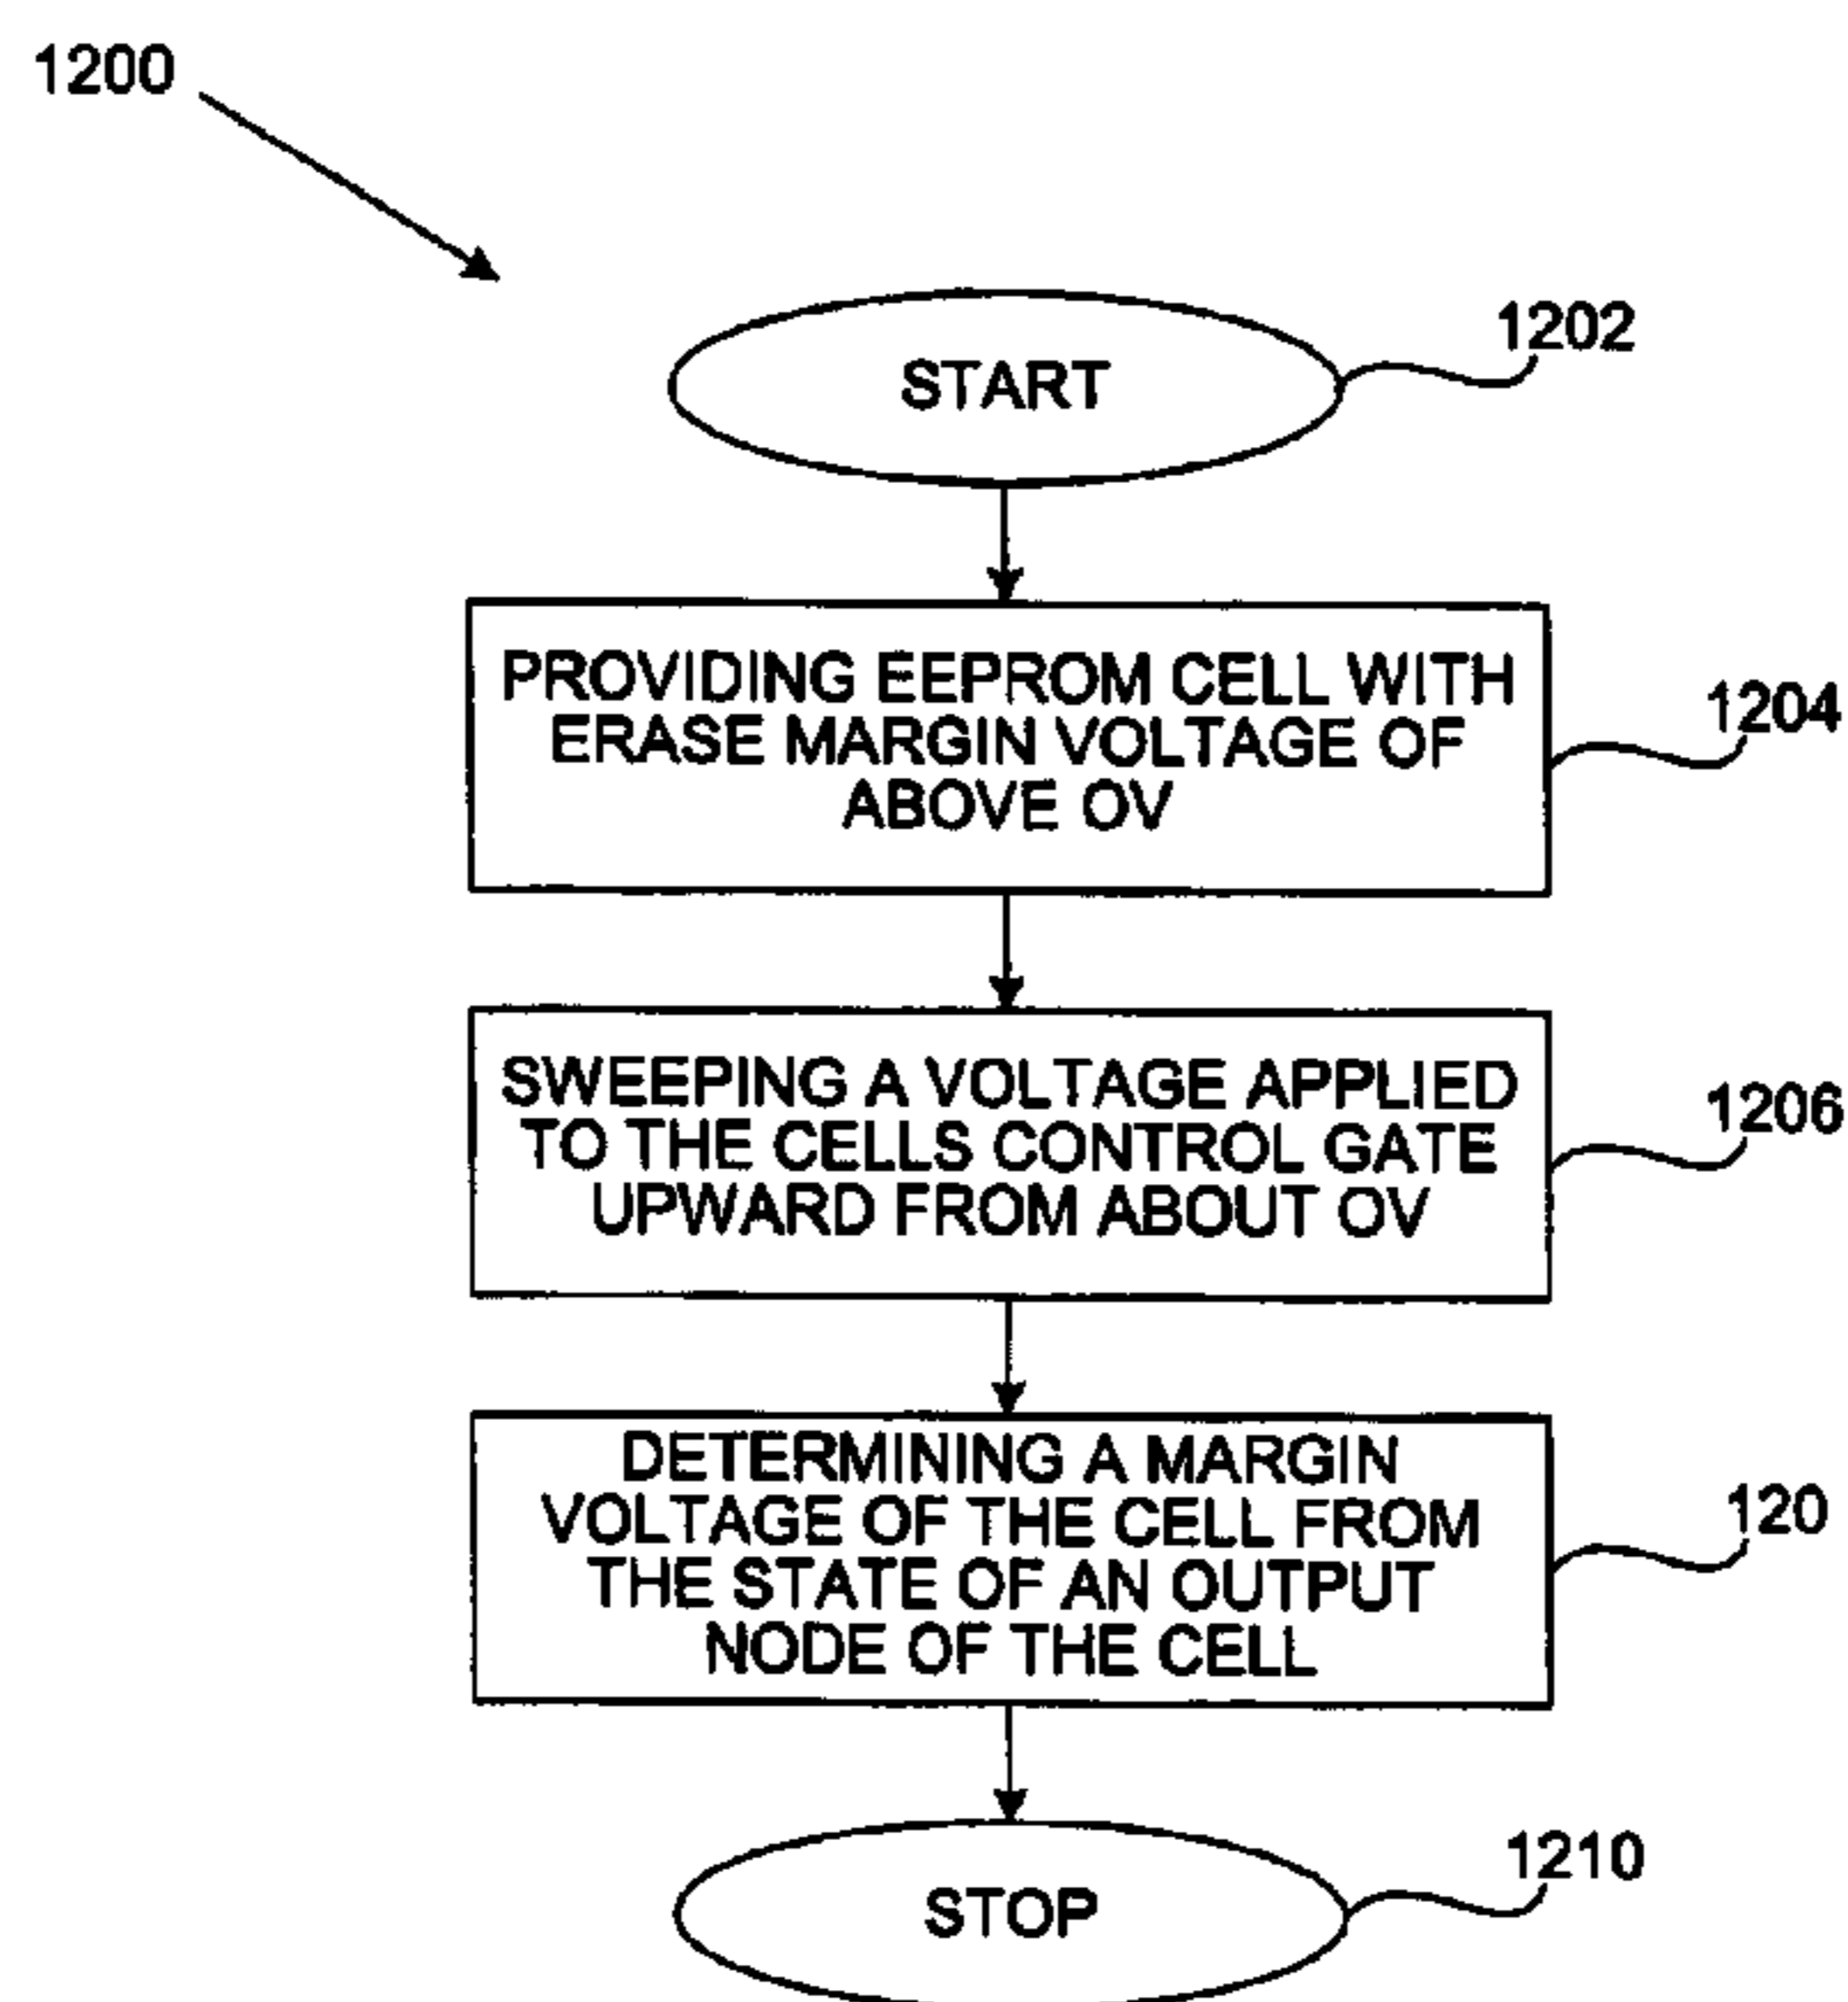 1200
START
1202
PROVIDING EEPROM CELL WITH
ERASE MARGIN VOLTAGE OF
ABOVE OV
1204
SWEEPING A VOLTAGE APPLIED
TO THE CELLS CONTROL GATE
UPWARD FROM ABOUT OV
1206
DETERMINING A MARGIN
VOLTAGE OF THE CELL FROM
THE STATE OF AN OUTPUT
NODE OF THE CELL
120
STOP
1210